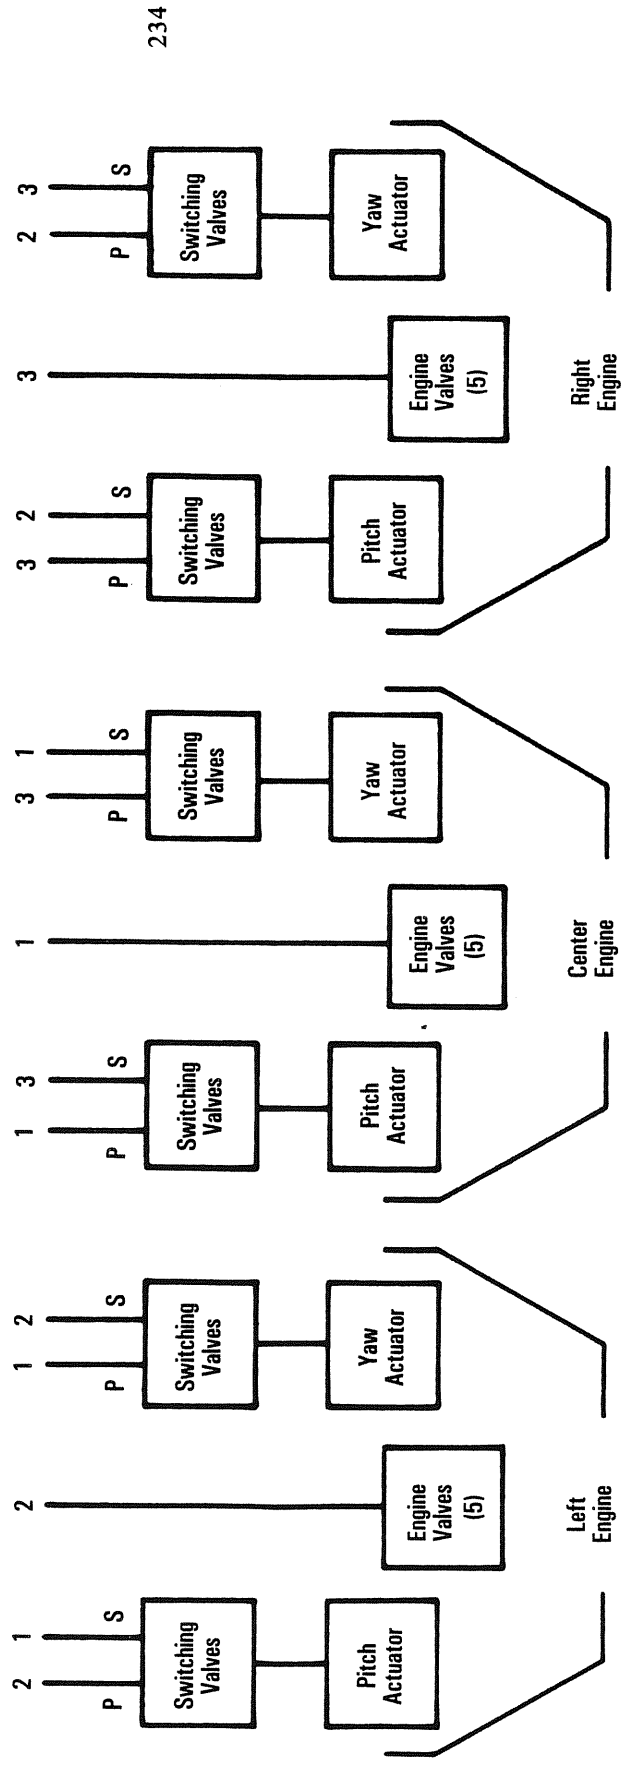 2 1 2 1 2 1 3 1 3 1 3 2 3 2 3
P S P S P S P S P S P S
Switching Switching Switching Switching Switching Switching
Valves Valves Valves Valves Valves Valves
Pitch Yaw Pitch Yaw Pitch Yaw
Actuator Actuator Actuator Actuator Actuator Actuator
Engine Engine Engine
Valves Valves Valves
(5) (5) (5)
Left Center Right
Engine Engine Engine
234